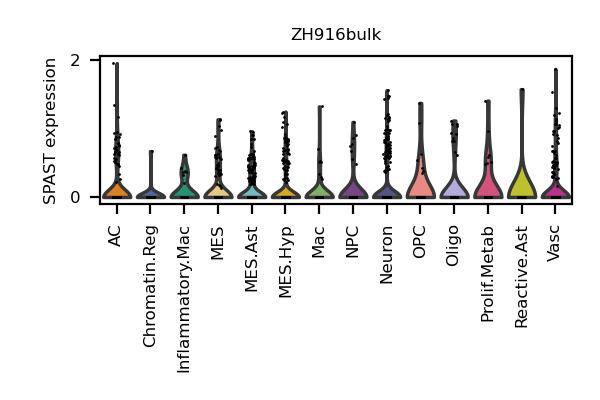 ZH916bulk
SPAST expression
2
0
AC
Chromatin.Reg
Inflammatory.Mac
MES
MES.Ast
MES.Hyp
Mac
NPC
Neuron
OPC
Oligo
Prolif.Metab
Reactive.Ast
Vasc